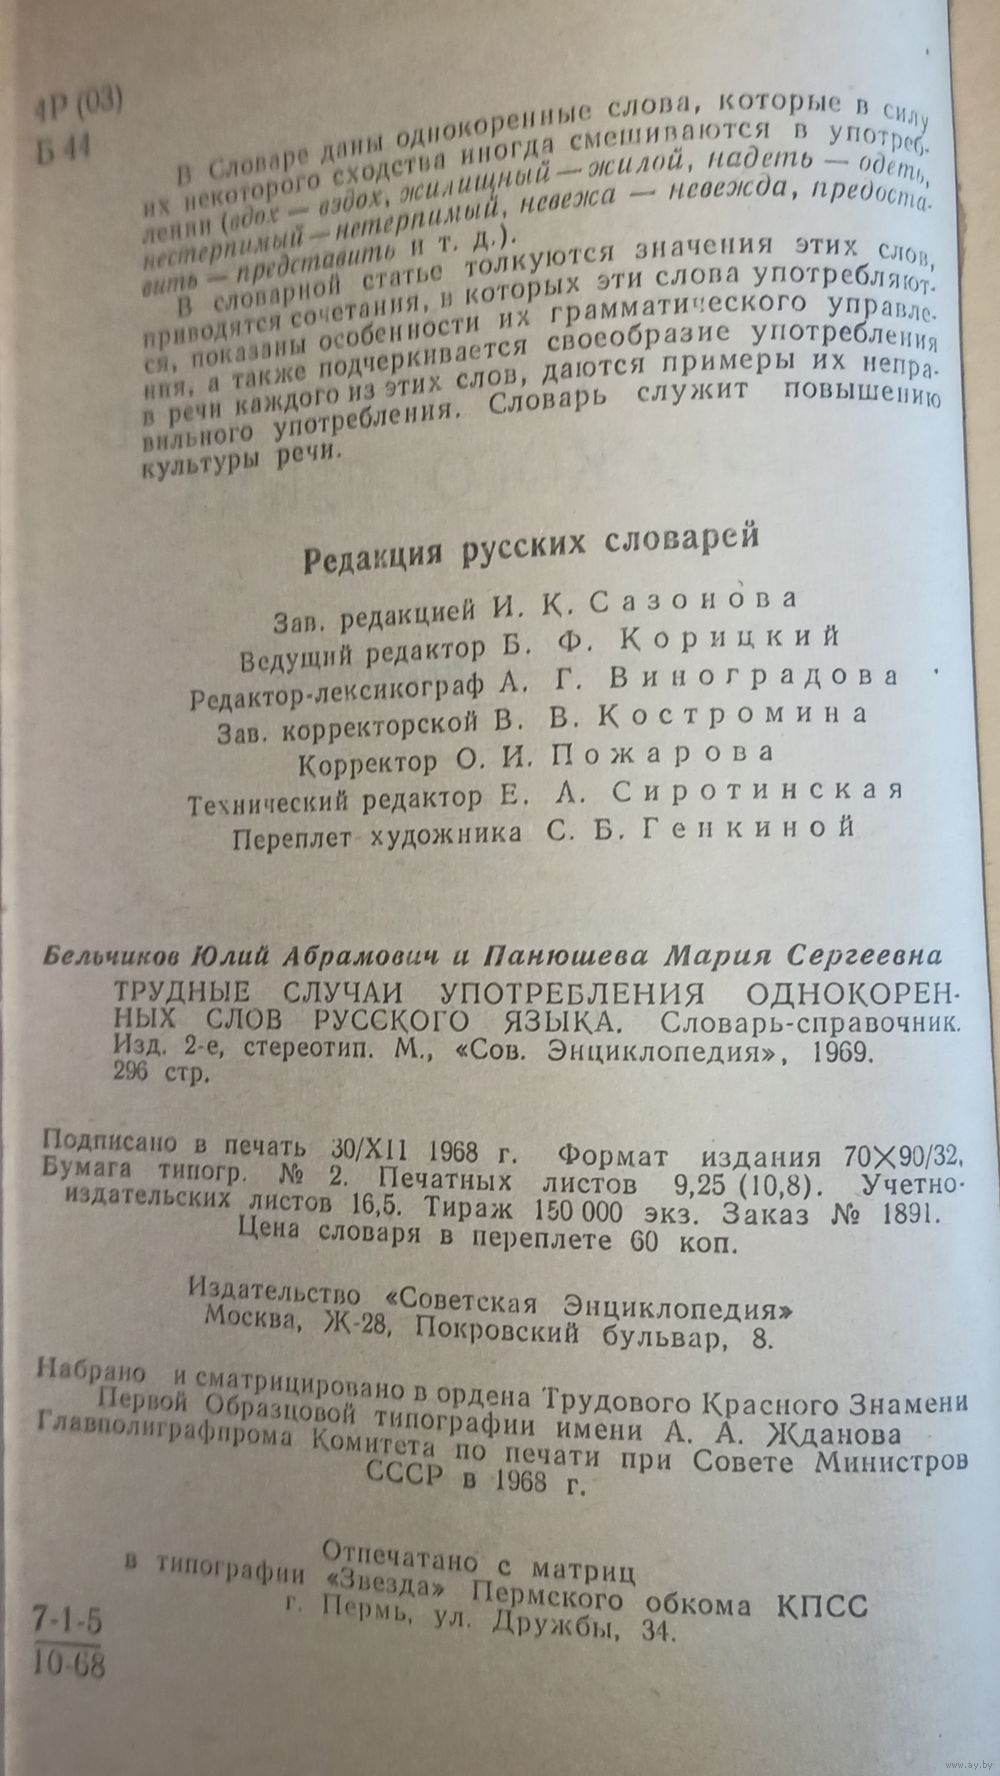 4Р (03)
Б 44
В Словаре даны однокоренные слова, которые в силу
их некоторого сходства иногда смешиваются в употреб-
лении (вдох — вздох, жилищный — жилой, надеть — одеть,
нестерпимый — нетерпимый, невежа — невежда, предоста-
вить — представить и т. д.).
В словарной статье толкуются значения этих слов,
приводятся сочетания, в которых эти слова употребляют-
ся, показаны особенности их грамматического управле-
ния, а также подчеркивается своеобразие употребления
в речи каждого из этих слов, даются примеры их непра-
вильного употребления. Словарь служит повышению
культуры речи.
Редакция русских словарей
Зав. редакцией И. К. Сазонова
Ведущий редактор Б. Ф. Корицкий
Редактор-лексикограф А. Г. Виноградова
Зав. корректорской В. В. Костромина
Корректор О. И. Пожарова
Технический редактор Е. А. Сиротинская
Переплет художника С. Б. Генкиной
Бельчиков Юлий Абрамович и Панюшева Мария Сергеевна
ТРУДНЫЕ СЛУЧАИ УПОТРЕБЛЕНИЯ ОДНОКОРЕН-
НЫХ СЛОВ РУССКОГО ЯЗЫКА. Словарь-справочник.
Изд. 2-е, стереотип. М., «Сов. Энциклопедия», 1969.
296 стр.
Подписано в печать 30/XII 1968 г. Формат издания 70×90/32.
Бумага типогр. № 2. Печатных листов 9,25 (10,8). Учетно-
издательских листов 16,5. Тираж 150 000 экз. Заказ № 1891.
Цена словаря в переплете 60 коп.
Издательство «Советская Энциклопедия»
Москва, Ж-28, Покровский бульвар, 8.
Набрано и сматрицировано в ордена Трудового Красного Знамени
Первой Образцовой типографии имени А. А. Жданова
Главполиграфпрома Комитета по печати при Совете Министров
СССР в 1968 г.
Отпечатано с матриц
в типографии «Звезда» Пермского обкома КПСС
г. Пермь, ул. Дружбы, 34.
7-1-5
10-68
www.ay.by